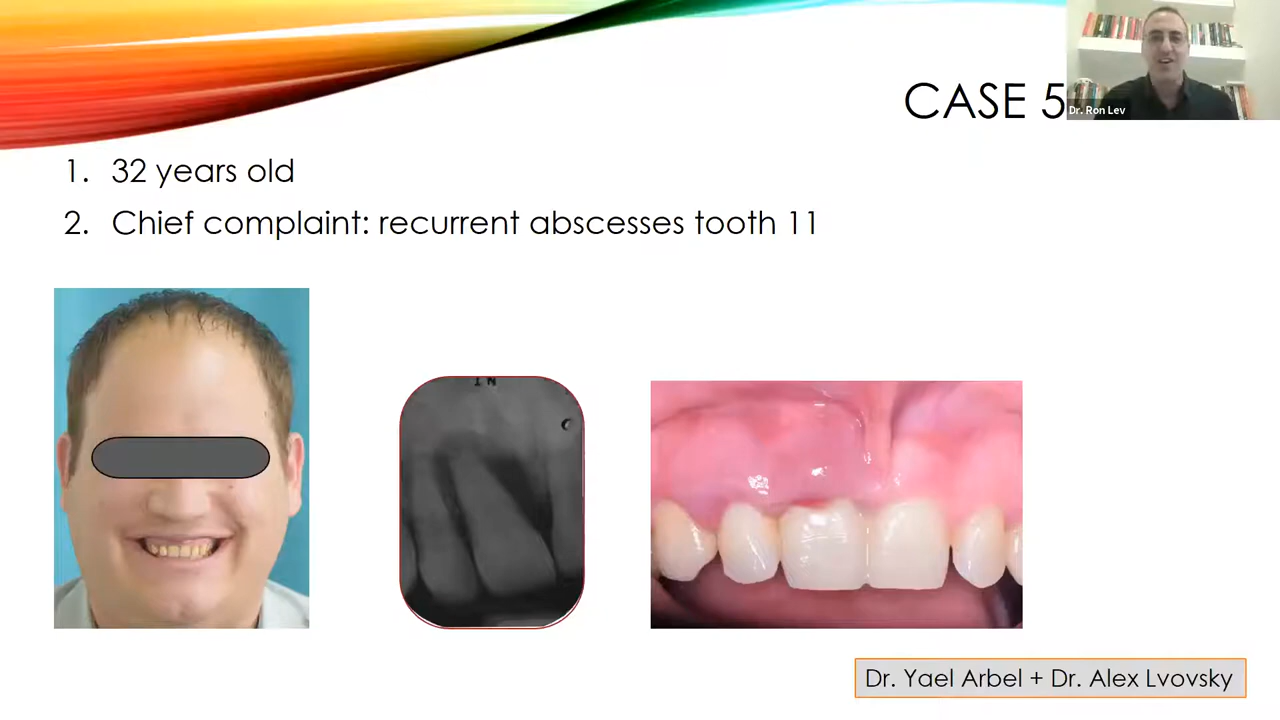 CASE 5
Dr. Ron Lev
1. 32 years old
2. Chief complaint: recurrent abscesses tooth 11
I N
Dr. Yael Arbel + Dr. Alex Lvovsky